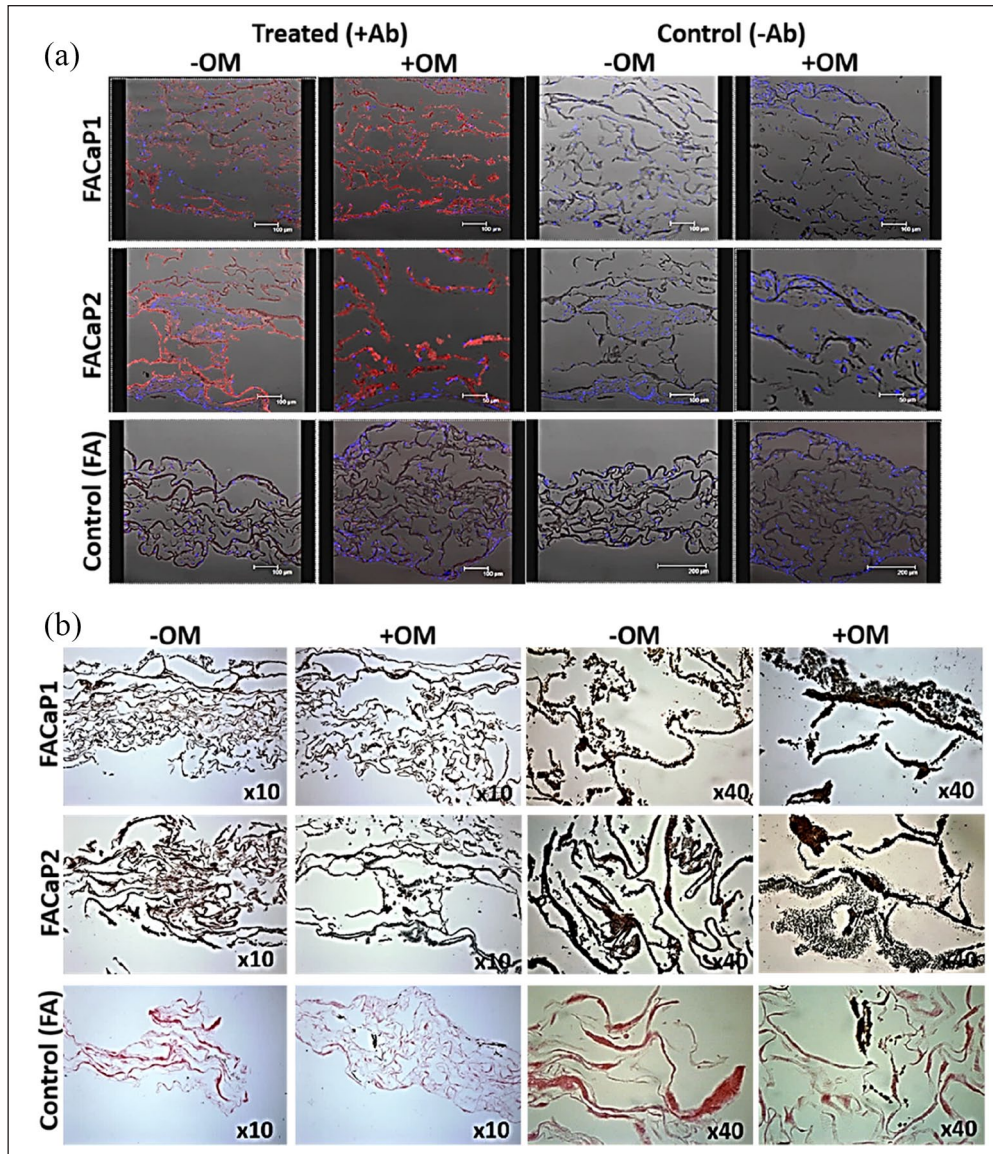 (a)
Treated (+Ab) Control (-Ab)
-OM +OM -OM +OM
FACaP1
100 µm 100 µm 100 µm 100 µm
FACaP2
100 µm 50 µm 100 µm 50 µm
Control (FA)
100 µm 100 µm 200 µm 200 µm
(b)
-OM +OM -OM +OM
FACaP1
x10 x10 x40 x40
FACaP2
x10 x10 x40 x40
Control (FA)
x10 x10 x40 x40